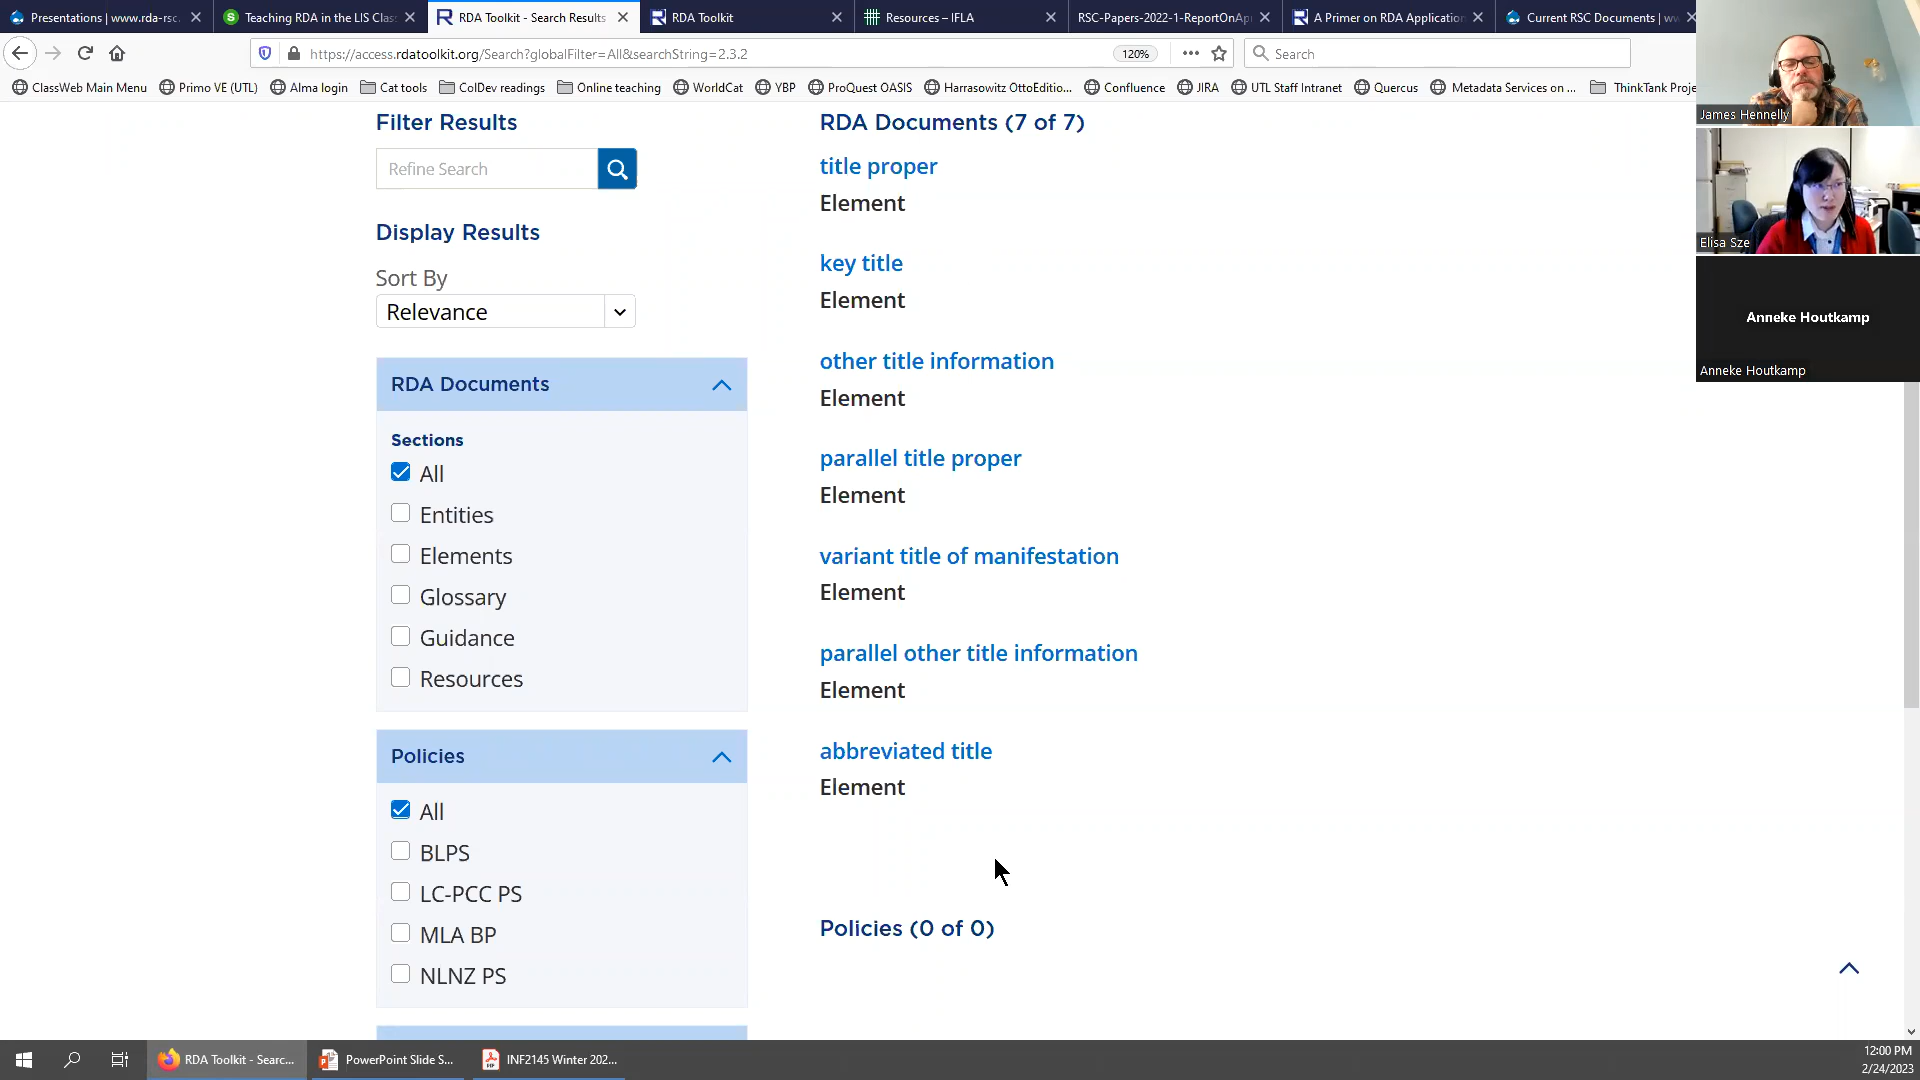 Presentations | www.rda-rsc.
Teaching RDA in the LIS Clas
RDA Toolkit - Search Results
RDA Toolkit
Resources – IFLA
RSC-Papers-2022-1-ReportOnAp
A Primer on RDA Application
Current RSC Documents | ww
https://access.rdatoolkit.org/Search?globalFilter=All&searchString=2.3.2
120%
Search
ClassWeb Main Menu
Primo VE (UTL)
Alma login
Cat tools
ColDev readings
Online teaching
WorldCat
YBP
ProQuest OASIS
Harrasowitz OttoEditio...
Confluence
JIRA
UTL Staff Intranet
Quercus
Metadata Services on ...
ThinkTank Proje
James Hennelly
Elisa Sze
Anneke Houtkamp
Anneke Houtkamp
Filter Results
Refine Search
Display Results
Sort By
Relevance
RDA Documents
Sections
All
Entities
Elements
Glossary
Guidance
Resources
Policies
All
BLPS
LC-PCC PS
MLA BP
NLNZ PS
RDA Documents (7 of 7)
title proper
Element
key title
Element
other title information
Element
parallel title proper
Element
variant title of manifestation
Element
parallel other title information
Element
abbreviated title
Element
Policies (0 of 0)
RDA Toolkit - Searc...
PowerPoint Slide S...
INF2145 Winter 202...
12:00 PM
2/24/2023